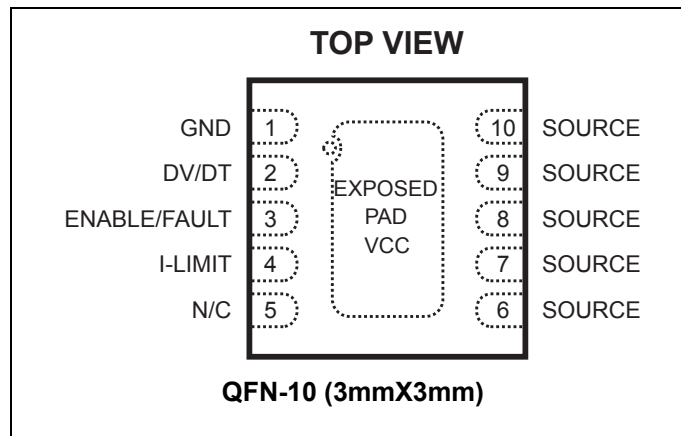 TOP VIEW
GND 1 10 SOURCE
DV/DT 2 9 SOURCE
ENABLE/FAULT 3 EXPOSED 8 SOURCE
PAD
I-LIMIT 4 VCC 7 SOURCE
N/C 5 6 SOURCE
QFN-10 (3mmX3mm)